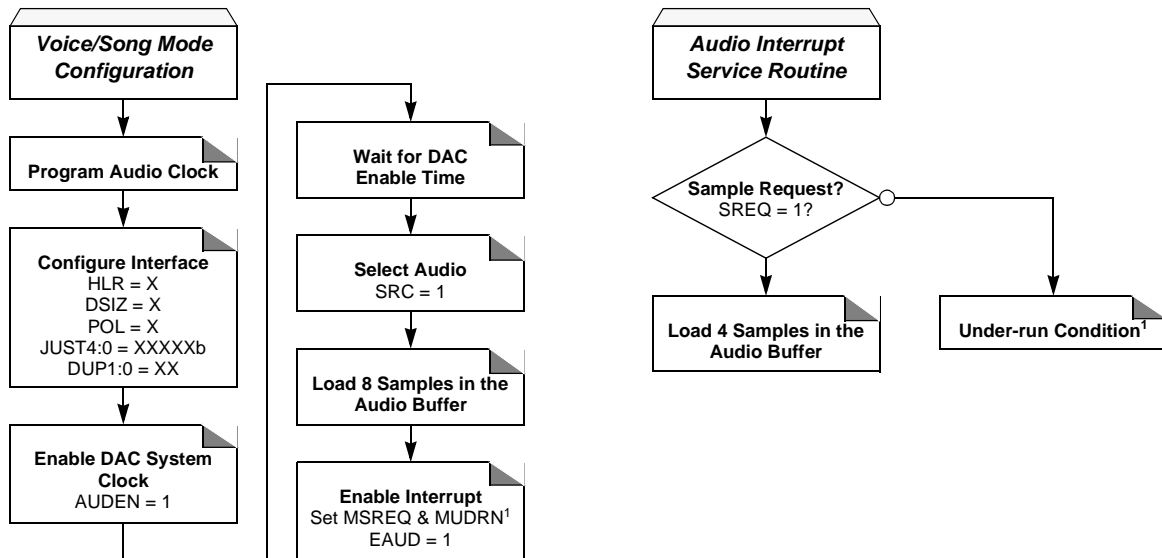 Voice/Song Mode
Configuration
Program Audio Clock
Configure Interface
HLR = X
DSIZ = X
POL = X
JUST4:0 = XXXXXb
DUP1:0 = XX
Enable DAC System
Clock
AUDEN = 1
Wait for DAC
Enable Time
Select Audio
SRC = 1
Load 8 Samples in the
Audio Buffer
Enable Interrupt
Set MSREQ & MUDRN¹
EAUD = 1
Audio Interrupt
Service Routine
Sample Request?
SREQ = 1?
Load 4 Samples in the
Audio Buffer
Under-run Condition¹